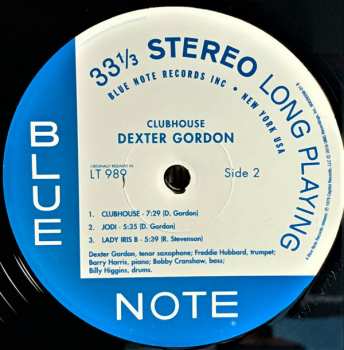 33⅓ STEREO LONG PLAYING
BLUE NOTE RECORDS INC • NEW YORK USA
CLUBHOUSE
DEXTER GORDON
ORIGINALLY ISSUED IN
LT 989
Side 2
1. CLUBHOUSE - 7:29 (D. Gordon)
2. JODI - 5:35 (D. Gordon)
3. LADY IRIS B - 5:39 (R. Stevenson)
Dexter Gordon, tenor saxophone; Freddie Hubbard, trumpet;
Barry Harris, piano; Bobby Cranshaw, bass;
Billy Higgins, drums.
BLUE
NOTE
®